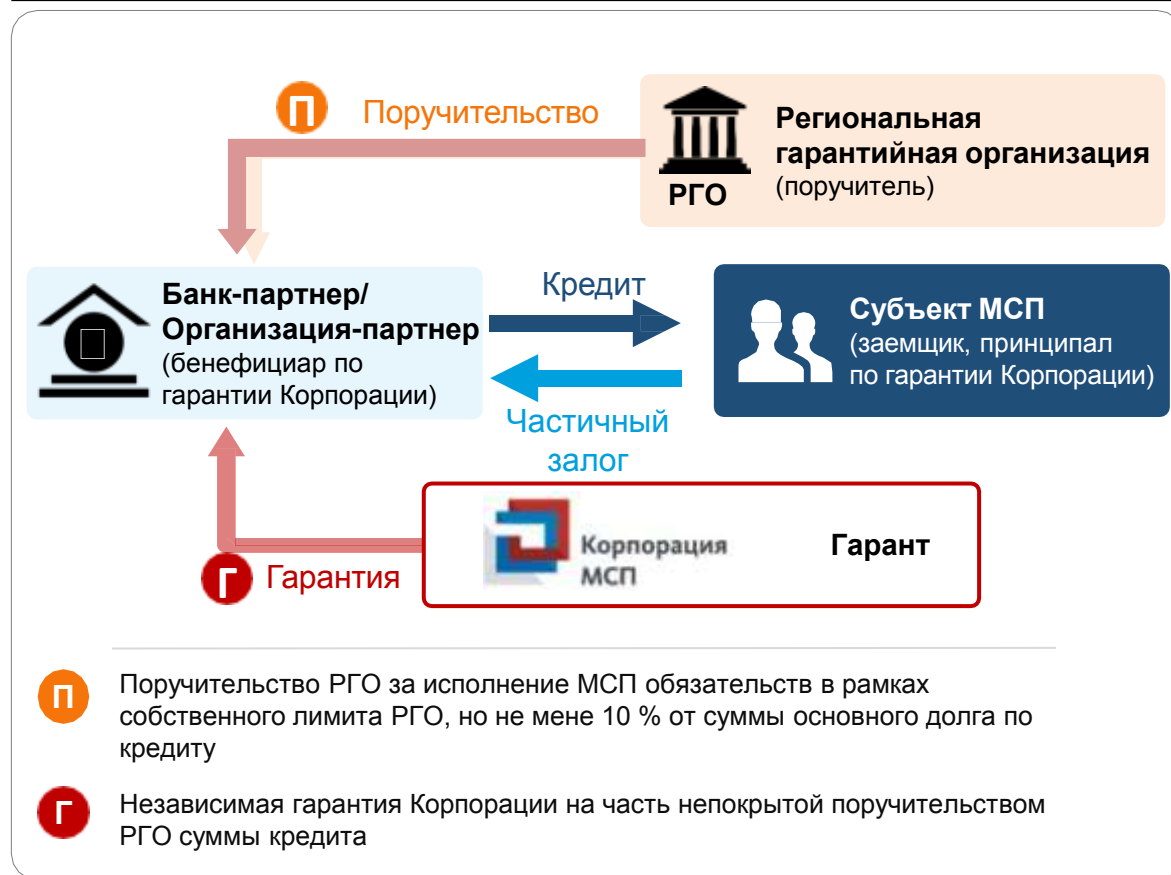 П
Поручительство
Региональная
гарантийная организация
(поручитель)
РГО
Банк-партнер/
Организация-партнер
(бенефициар по
гарантии Корпорации)
Кредит
Субъект МСП
(заемщик, принципал
по гарантии Корпорации)
Частичный
залог
Корпорация
МСП
Гарант
Г
Гарантия
П
Поручительство РГО за исполнение МСП обязательств в рамках
собственного лимита РГО, но не мене 10 % от суммы основного долга по
кредиту
Г
Независимая гарантия Корпорации на часть непокрытой поручительством
РГО суммы кредита